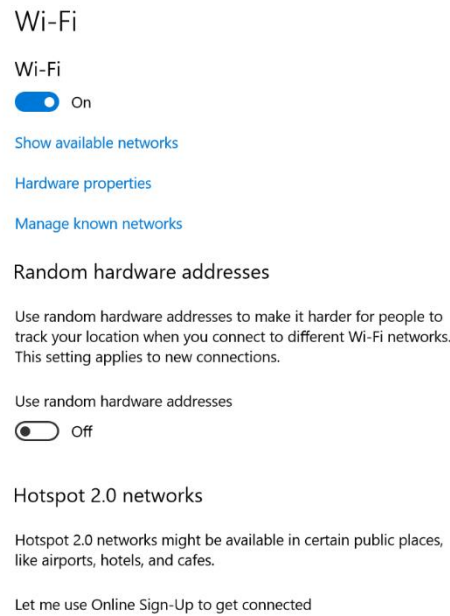 Wi-Fi
Wi-Fi
On
Show available networks
Hardware properties
Manage known networks
Random hardware addresses
Use random hardware addresses to make it harder for people to
track your location when you connect to different Wi-Fi networks.
This setting applies to new connections.
Use random hardware addresses
Off
Hotspot 2.0 networks
Hotspot 2.0 networks might be available in certain public places,
like airports, hotels, and cafes.
Let me use Online Sign-Up to get connected